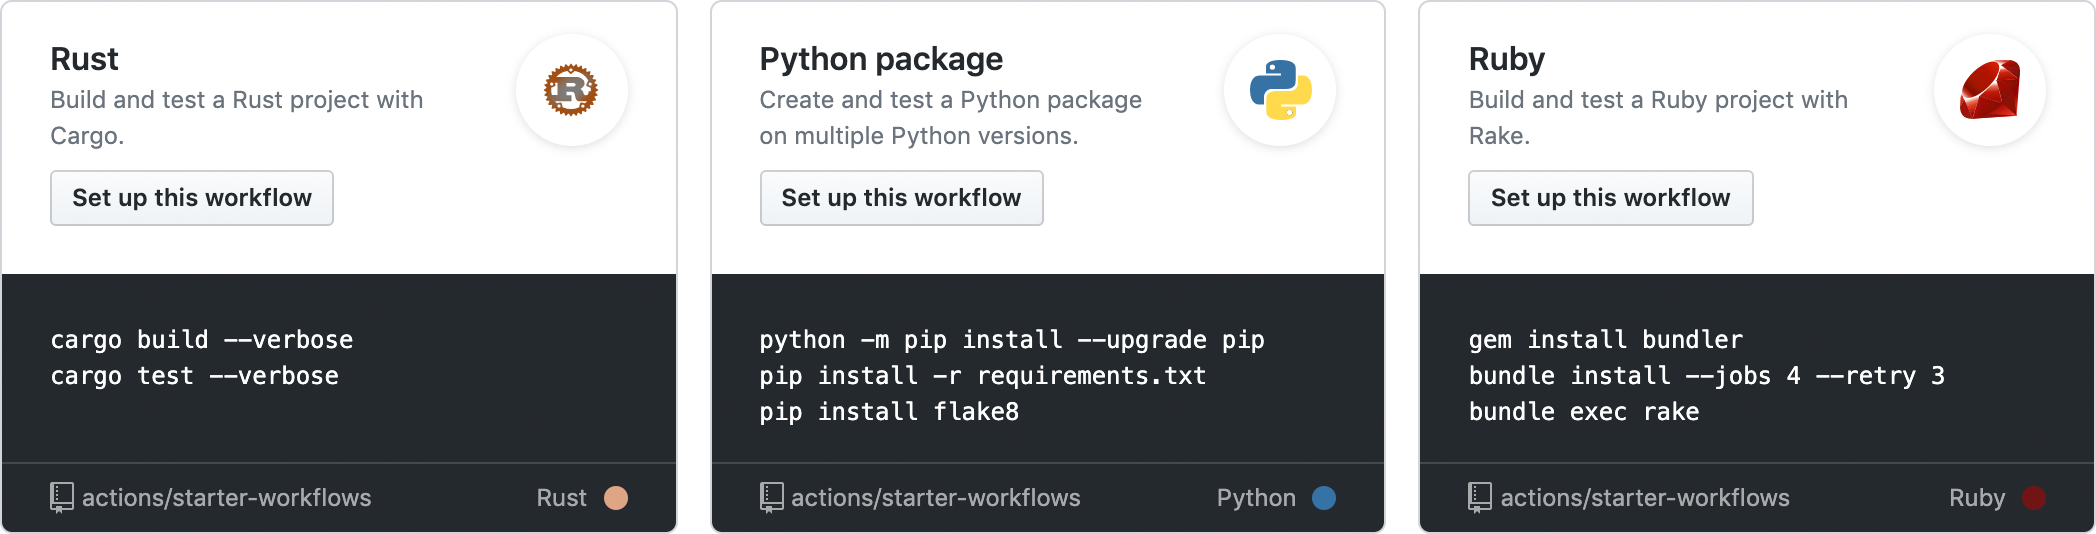 Rust
Build and test a Rust project with
Cargo.
Set up this workflow
cargo build --verbose
cargo test --verbose
actions/starter-workflows
Rust
Python package
Create and test a Python package
on multiple Python versions.
Set up this workflow
python -m pip install --upgrade pip
pip install -r requirements.txt
pip install flake8
actions/starter-workflows
Python
Ruby
Build and test a Ruby project with
Rake.
Set up this workflow
gem install bundler
bundle install --jobs 4 --retry 3
bundle exec rake
actions/starter-workflows
Ruby